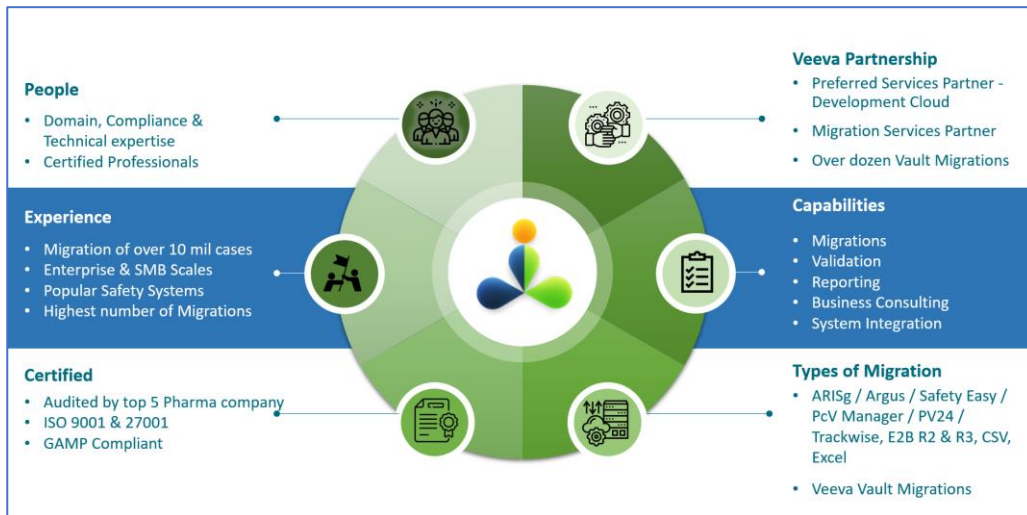 People
• Domain, Compliance &
Technical expertise
• Certified Professionals
Experience
• Migration of over 10 mil cases
• Enterprise & SMB Scales
• Popular Safety Systems
• Highest number of Migrations
Certified
• Audited by top 5 Pharma company
• ISO 9001 & 27001
• GAMP Compliant
Veeva Partnership
• Preferred Services Partner -
Development Cloud
• Migration Services Partner
• Over dozen Vault Migrations
Capabilities
• Migrations
• Validation
• Reporting
• Business Consulting
• System Integration
Types of Migration
• ARISg / Argus / Safety Easy /
PcV Manager / PV24 /
Trackwise, E2B R2 & R3, CSV,
Excel
• Veeva Vault Migrations